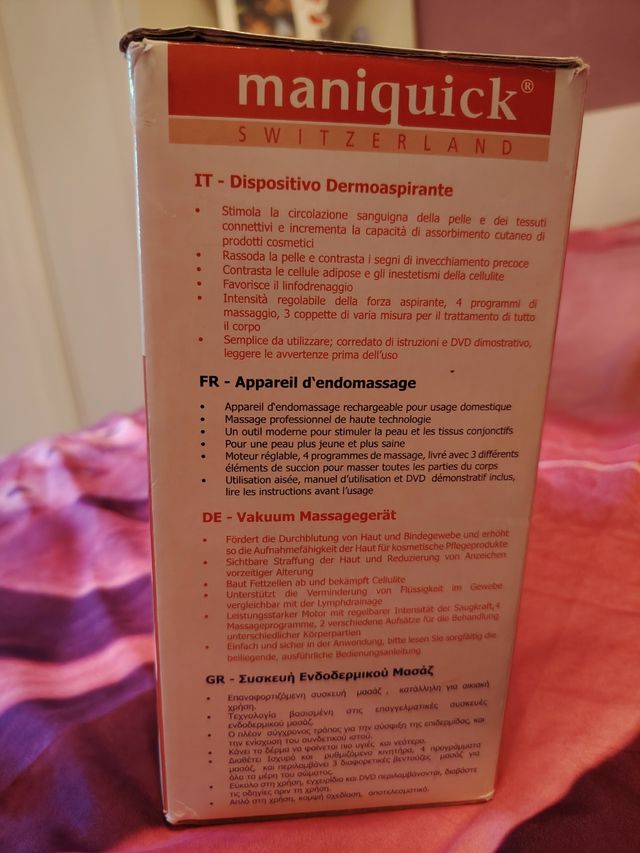 maniquick®
SWITZERLAND
IT - Dispositivo Dermoaspirante
• Stimola la circolazione sanguigna della pelle e dei tessuti
connettivi e incrementa la capacità di assorbimento cutaneo di
prodotti cosmetici
• Rassoda la pelle e contrasta i segni di invecchiamento precoce
• Contrasta le cellule adipose e gli inestetismi della cellulite
• Favorisce il linfodrenaggio
• Intensità regolabile della forza aspirante, 4 programmi di
massaggio, 3 coppette di varia misura per il trattamento di tutto
il corpo
• Semplice da utilizzare; corredato di istruzioni e DVD dimostrativo,
leggere le avvertenze prima dell'uso
FR - Appareil d'endomassage
• Appareil d'endomassage rechargeable pour usage domestique
• Massage professionnel de haute technologie
• Un outil moderne pour stimuler la peau et les tissus conjonctifs
• Pour une peau plus jeune et plus saine
• Moteur réglable, 4 programmes de massage, livré avec 3 différents
éléments de succion pour masser toutes les parties du corps
• Utilisation aisée, manuel d'utilisation et DVD démonstratif inclus,
lire les instructions avant l'usage
DE - Vakuum Massagegerät
• Fördert die Durchblutung von Haut und Bindegewebe und erhöht
so die Aufnahmefähigkeit der Haut für kosmetische Pflegeprodukte
• Sichtbare Straffung der Haut und Reduzierung von Anzeichen
vorzeitiger Alterung
• Baut Fettzellen ab und bekämpft Cellulite
• Unterstützt die Verminderung von Flüssigkeit im Gewebe
vergleichbar mit der Lymphdrainage
• Leistungsstarker Motor mit regelbarer Intensität der Saugkraft,4
Massageprogramme, 2 verschiedene Aufsätze für die Behandlung
unterschiedlicher Körperpartien
• Einfach und sicher in der Anwendung, bitte lesen Sie sorgfältig die
beiliegende, ausführliche Bedienungsanleitung
GR - Συσκευή Ενδοδερμικού Μασάζ
• Επαναφορτιζόμενη συσκευή μασάζ , κατάλληλη για οικιακή
χρήση.
• Τεχνολογία βασισμένη στις επαγγελματικές συσκευές
ενδοδερμικού μασάζ.
• Ο πλέον σύγχρονος τρόπος για την σύσφιξη της επιδερμίδας, και
την ενίσχυση του συνδετικού ιστού.
• Κάνει το δέρμα να φαίνεται πιο υγιές και νεότερο.
• Διαθέτει Ισχυρό και ρυθμιζόμενο κινητήρα, 4 προγράμματα
μασάζ, και περιλαμβάνει 3 διαφορετικές βεντούζες μασάζ για
όλα τα μέρη του σώματος.
• Εύκολο στη χρήση, εγχειρίδιο και DVD περιλαμβάνονται, διαβάστε
τις οδηγίες πριν τη χρήση.
• Απλό στη χρήση, κομψή σχεδίαση, αποτελεσματικό.